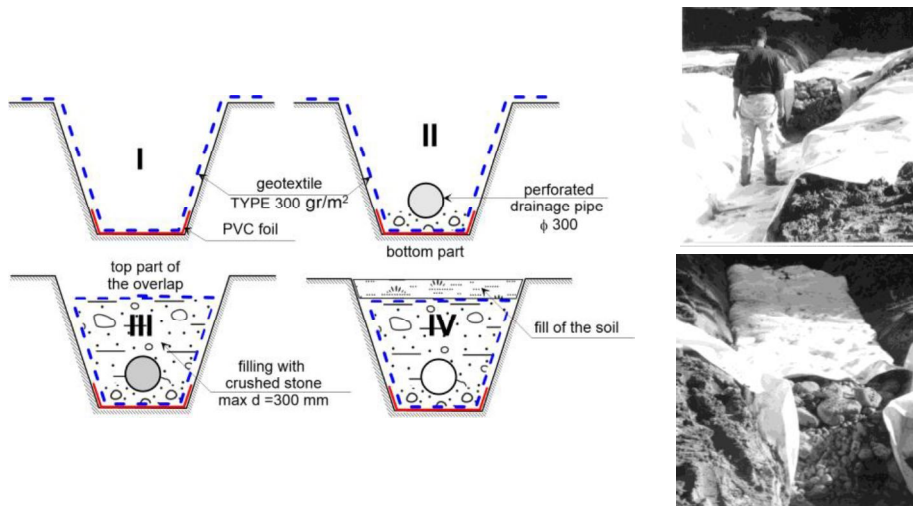 I
II
geotextile
TYPE 300 gr/m²
PVC foil
perforated
drainage pipe
ϕ 300
bottom part
top part of
the overlap
III
IV
filling with
crushed stone
max d =300 mm
fill of the soil